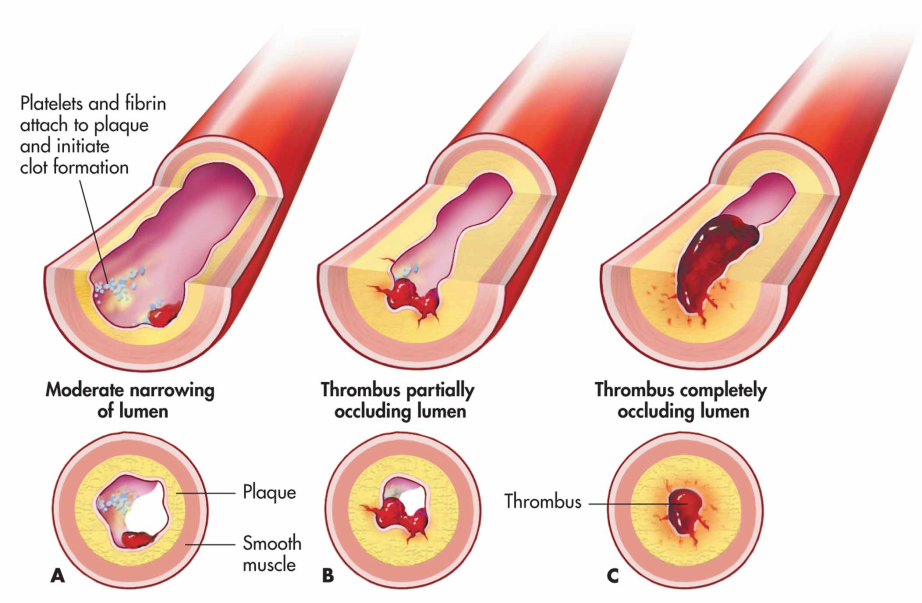 Platelets and fibrin
attach to plaque
and initiate
clot formation
Moderate narrowing
of lumen
Thrombus partially
occluding lumen
Thrombus completely
occluding lumen
Plaque
Smooth
muscle
Thrombus
A
B
C